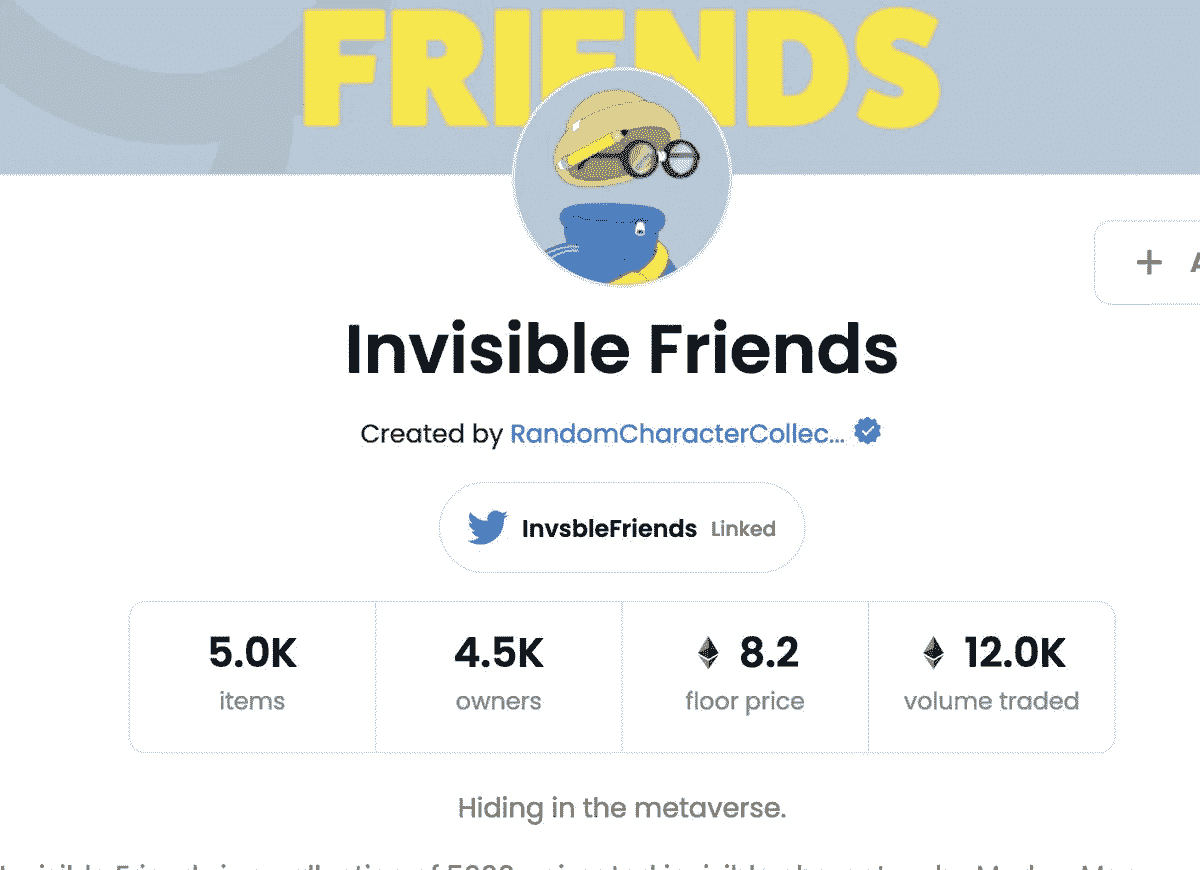 FRIENDS
A
Invisible Friends
Created by RandomCharacterCollec...
InvsbleFriends Linked
5.0K 4.5K 8.2 12.0K
items owners floor price volume traded
Hiding in the metaverse.